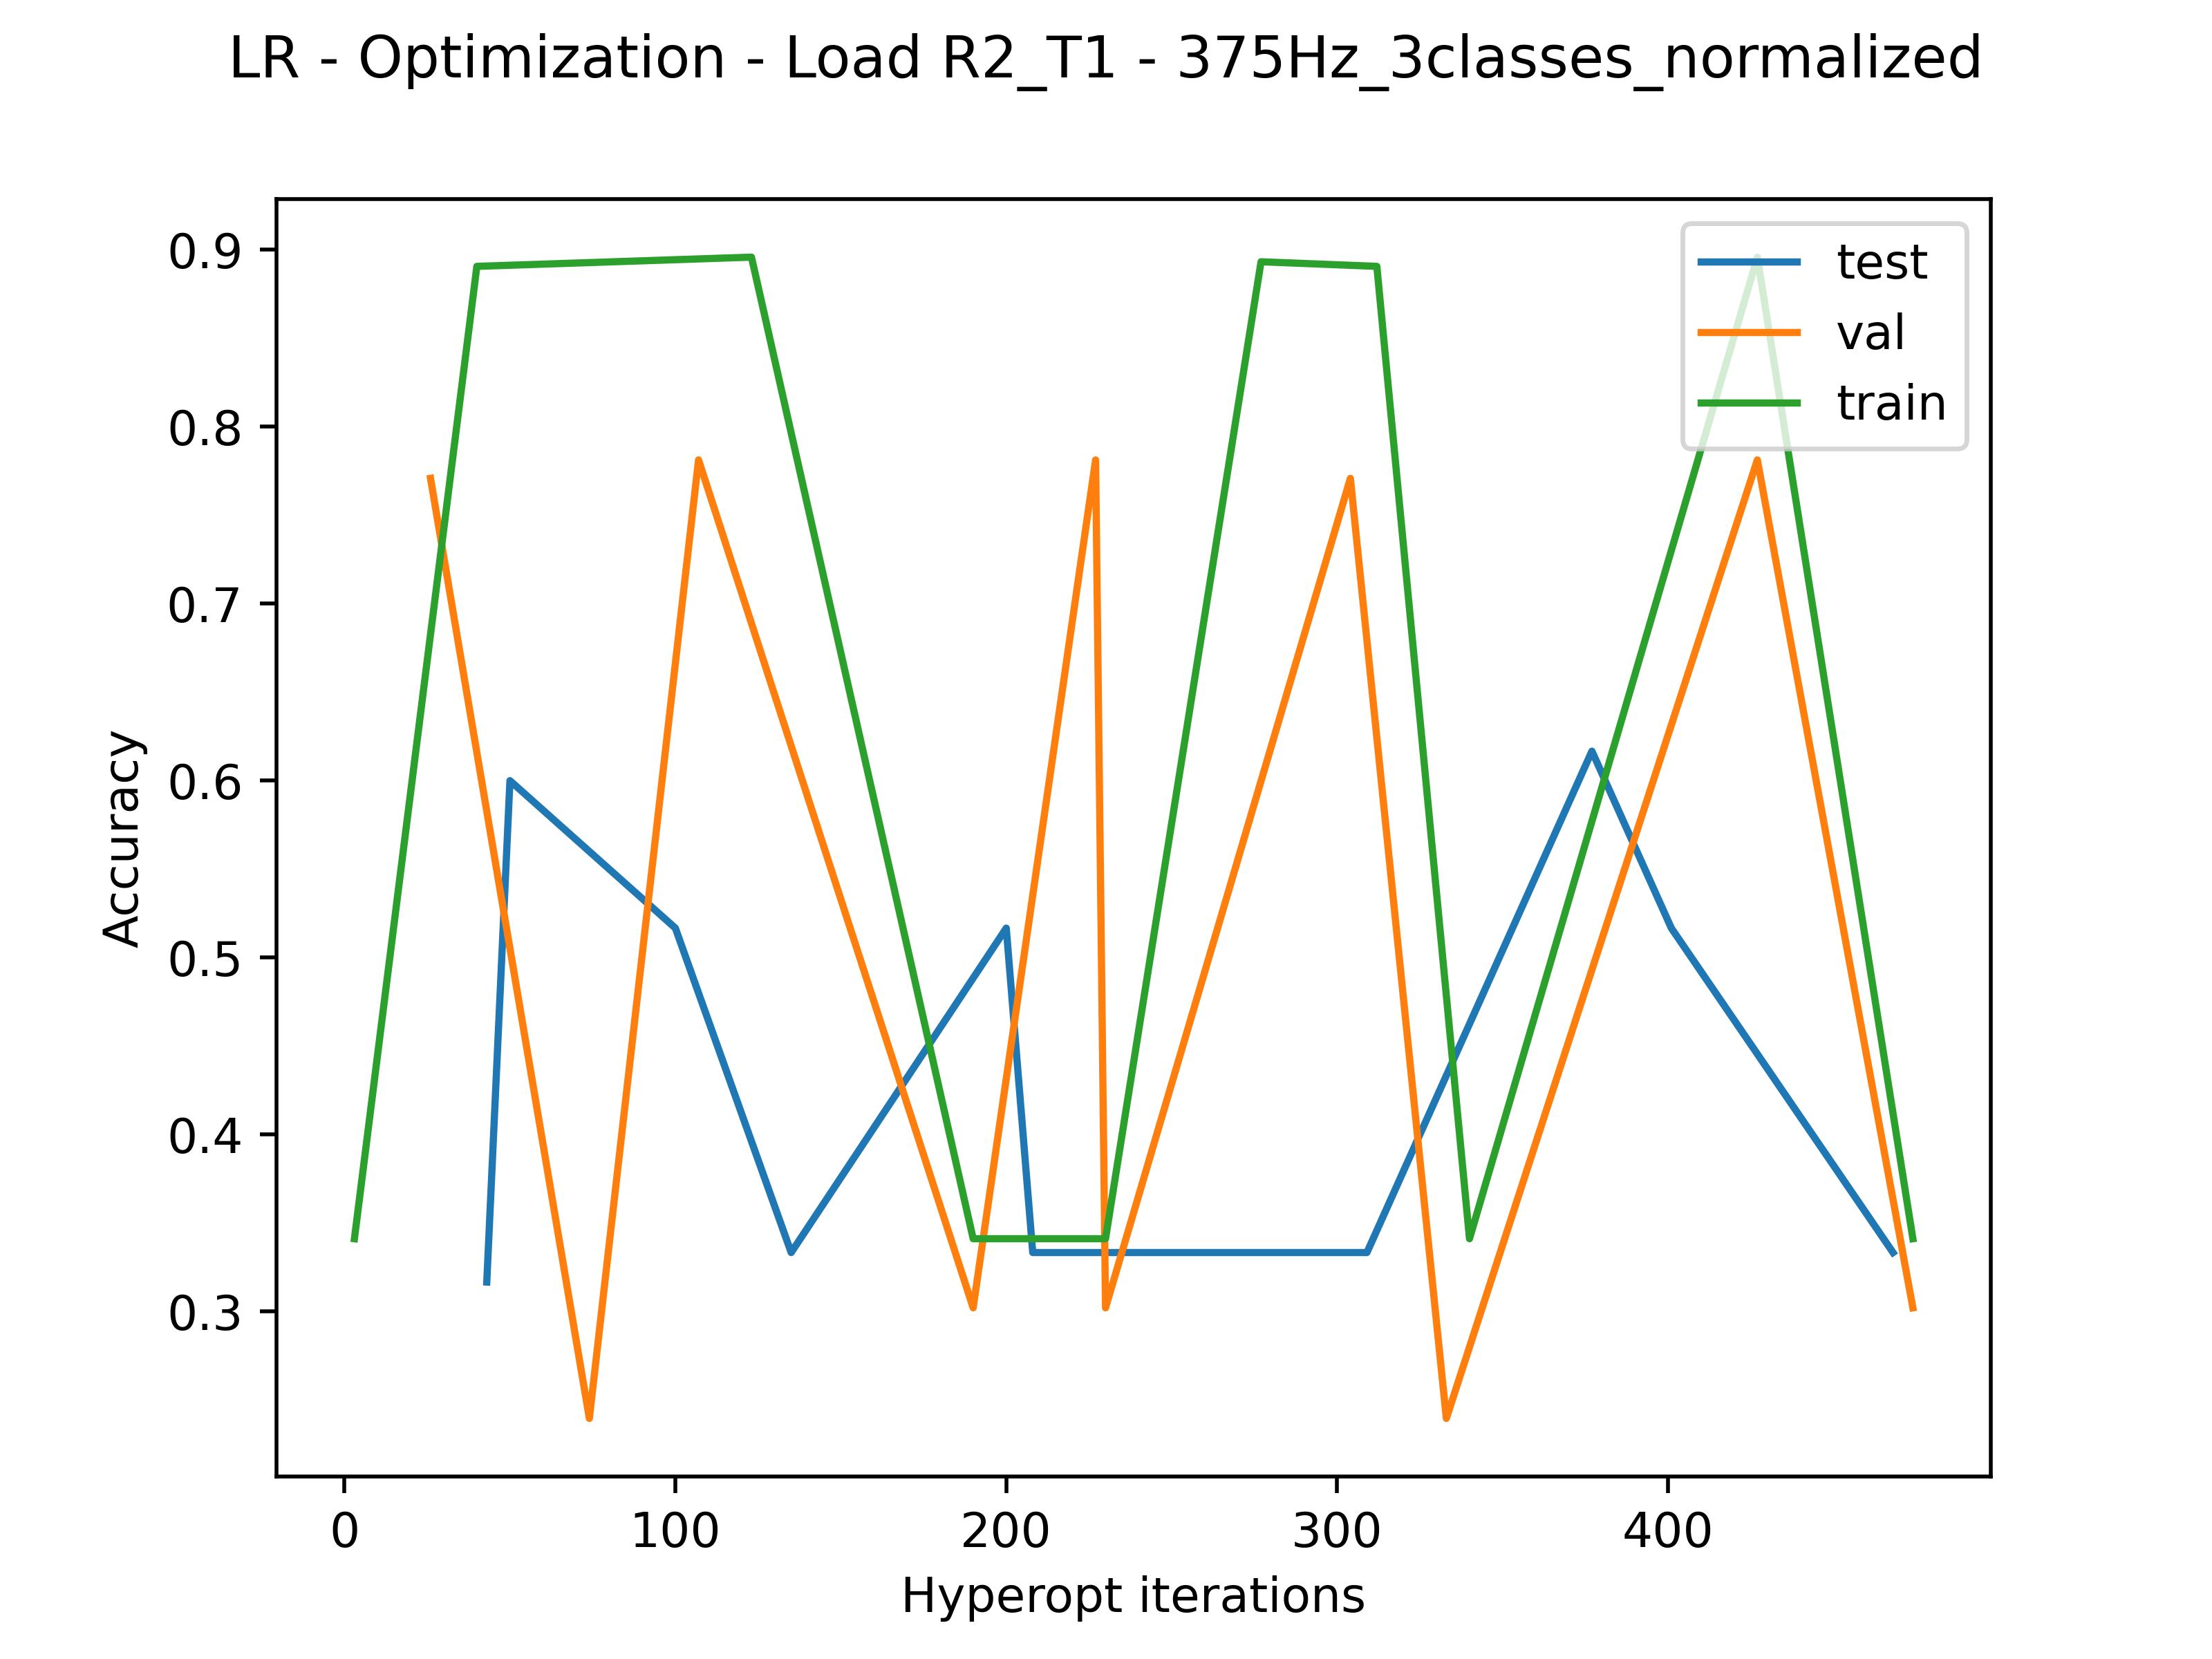 LR - Optimization - Load R2_T1 - 375Hz_3classes_normalized
test
val
train
0.9
0.8
0.7
0.6
0.5
0.4
0.3
Accuracy
0 100 200 300 400
Hyperopt iterations